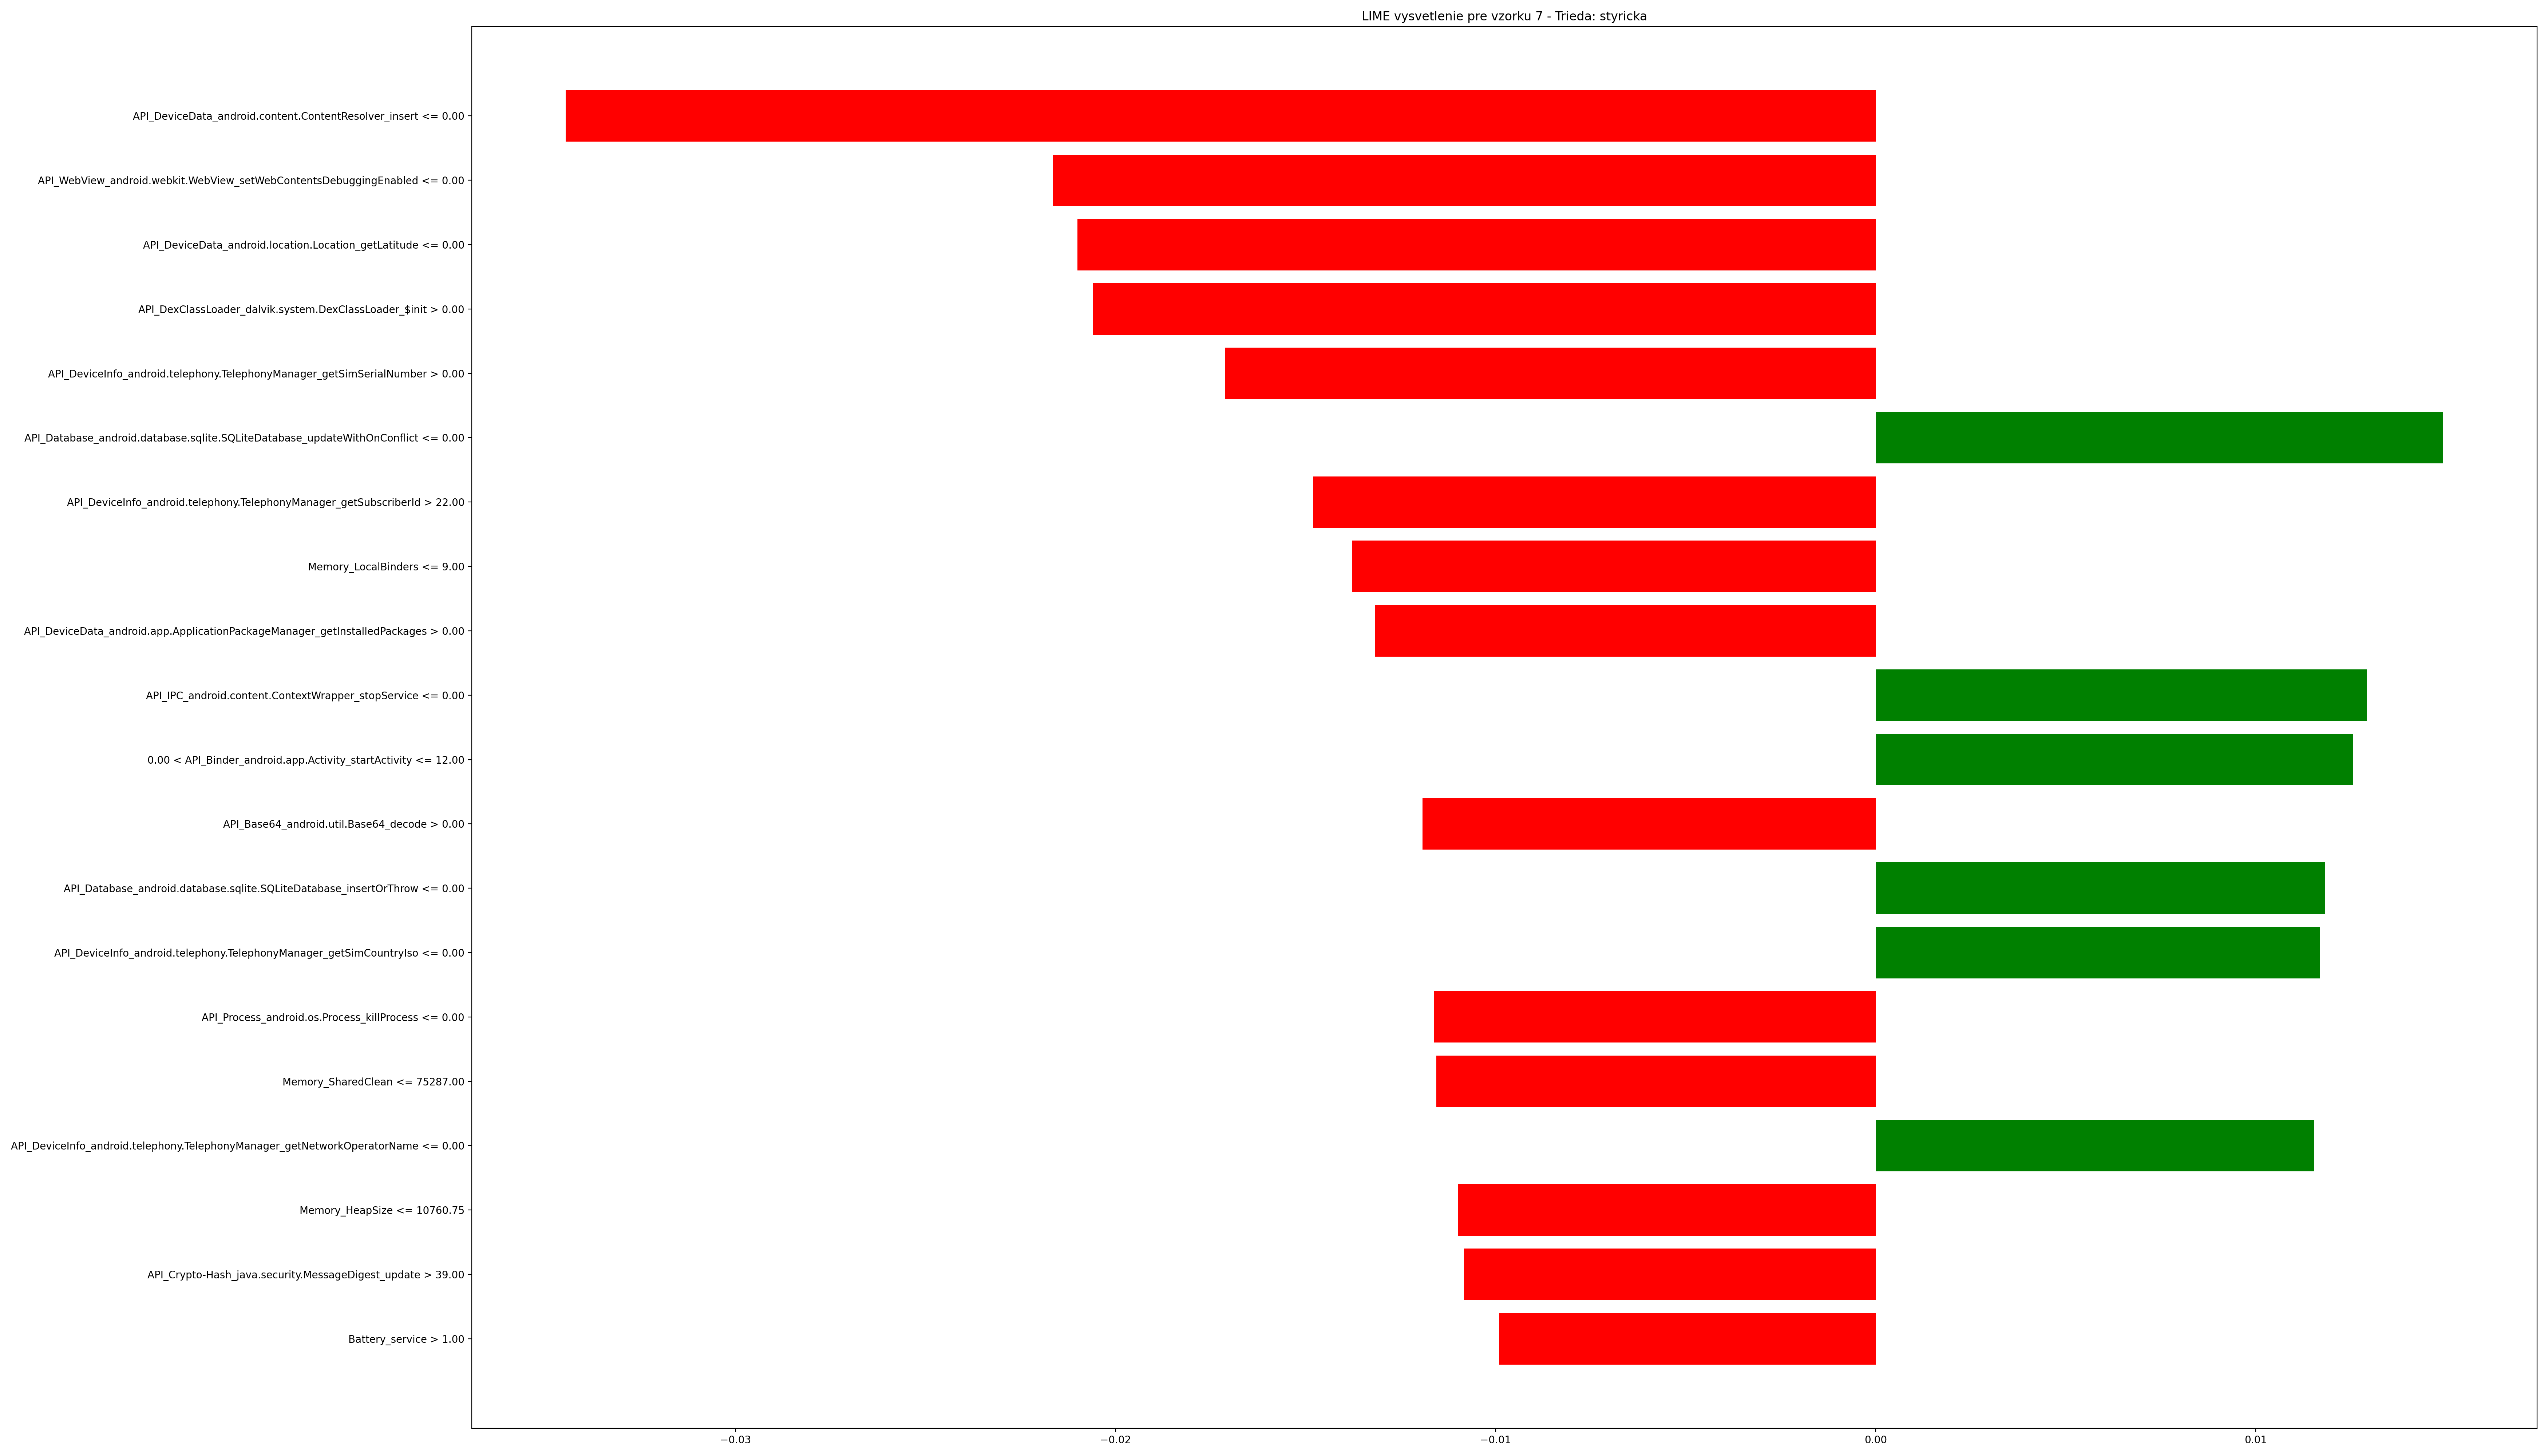 LIME vysvetlenie pre vzorku 7 - Trieda: styricka
API_DeviceData_android.content.ContentResolver_insert <= 0.00
API_WebView_android.webkit.WebView_setWebContentsDebuggingEnabled <= 0.00
API_DeviceData_android.location.Location_getLatitude <= 0.00
API_DexClassLoader_dalvik.system.DexClassLoader_$init > 0.00
API_DeviceInfo_android.telephony.TelephonyManager_getSimSerialNumber > 0.00
API_Database_android.database.sqlite.SQLiteDatabase_updateWithOnConflict <= 0.00
API_DeviceInfo_android.telephony.TelephonyManager_getSubscriberId > 22.00
Memory_LocalBinders <= 9.00
API_DeviceData_android.app.ApplicationPackageManager_getInstalledPackages > 0.00
API_IPC_android.content.ContextWrapper_stopService <= 0.00
0.00 < API_Binder_android.app.Activity_startActivity <= 12.00
API_Base64_android.util.Base64_decode > 0.00
API_Database_android.database.sqlite.SQLiteDatabase_insertOrThrow <= 0.00
API_DeviceInfo_android.telephony.TelephonyManager_getSimCountryIso <= 0.00
API_Process_android.os.Process_killProcess <= 0.00
Memory_SharedClean <= 75287.00
API_DeviceInfo_android.telephony.TelephonyManager_getNetworkOperatorName <= 0.00
Memory_HeapSize <= 10760.75
API_Crypto-Hash_java.security.MessageDigest_update > 39.00
Battery_service > 1.00
−0.03 −0.02 −0.01 0.00 0.01